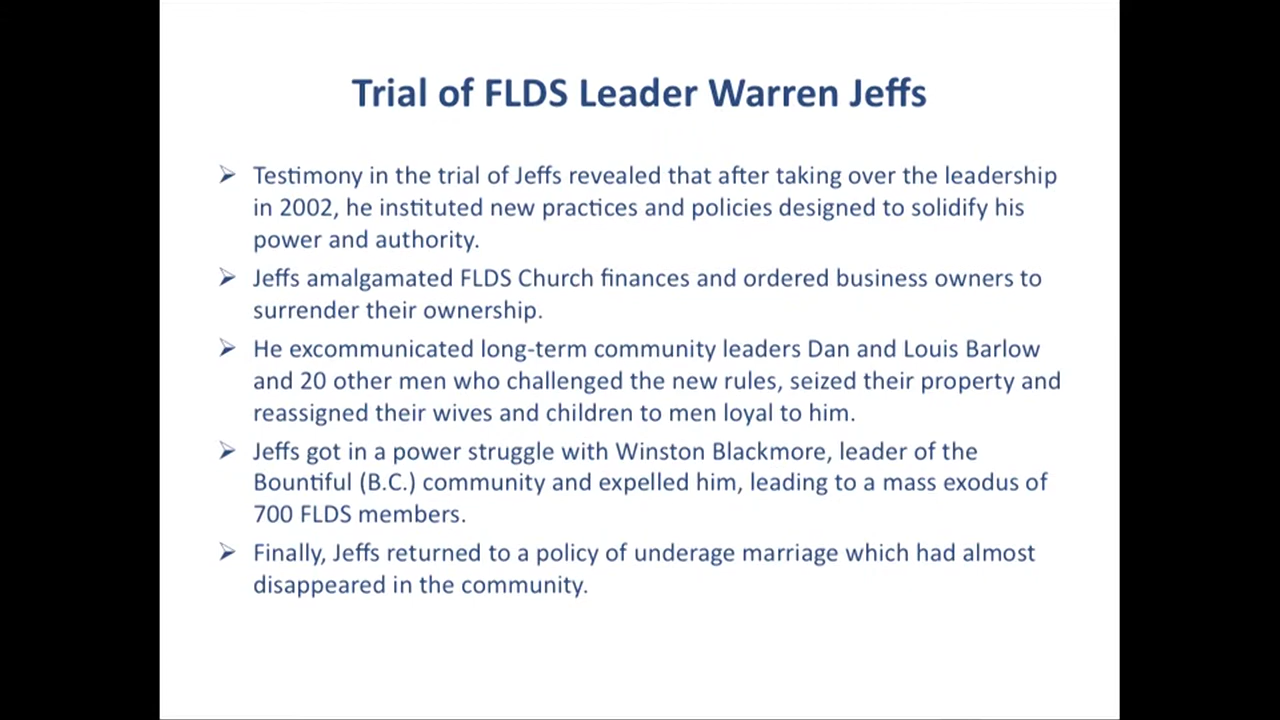 Trial of FLDS Leader Warren Jeffs
➢ Testimony in the trial of Jeffs revealed that after taking over the leadership
in 2002, he instituted new practices and policies designed to solidify his
power and authority.
➢ Jeffs amalgamated FLDS Church finances and ordered business owners to
surrender their ownership.
➢ He excommunicated long-term community leaders Dan and Louis Barlow
and 20 other men who challenged the new rules, seized their property and
reassigned their wives and children to men loyal to him.
➢ Jeffs got in a power struggle with Winston Blackmore, leader of the
Bountiful (B.C.) community and expelled him, leading to a mass exodus of
700 FLDS members.
➢ Finally, Jeffs returned to a policy of underage marriage which had almost
disappeared in the community.